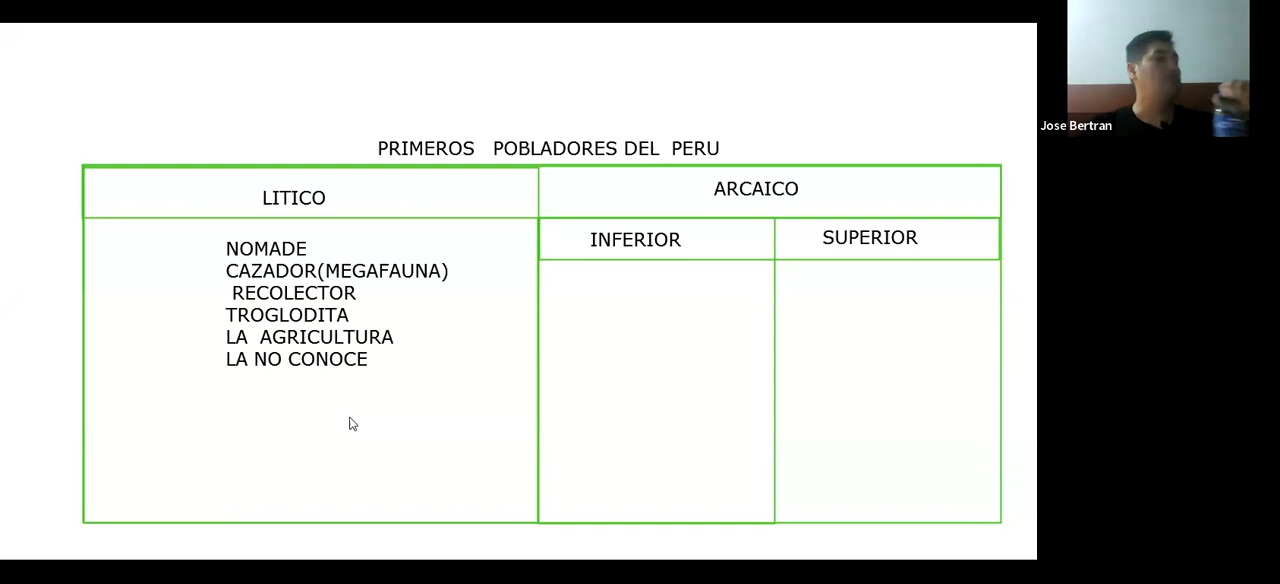 PRIMEROS POBLADORES DEL PERU
LITICO
ARCAICO
INFERIOR
SUPERIOR
NOMADE
CAZADOR(MEGAFAUNA)
RECOLECTOR
TROGLODITA
LA AGRICULTURA
LA NO CONOCE
Jose Bertran